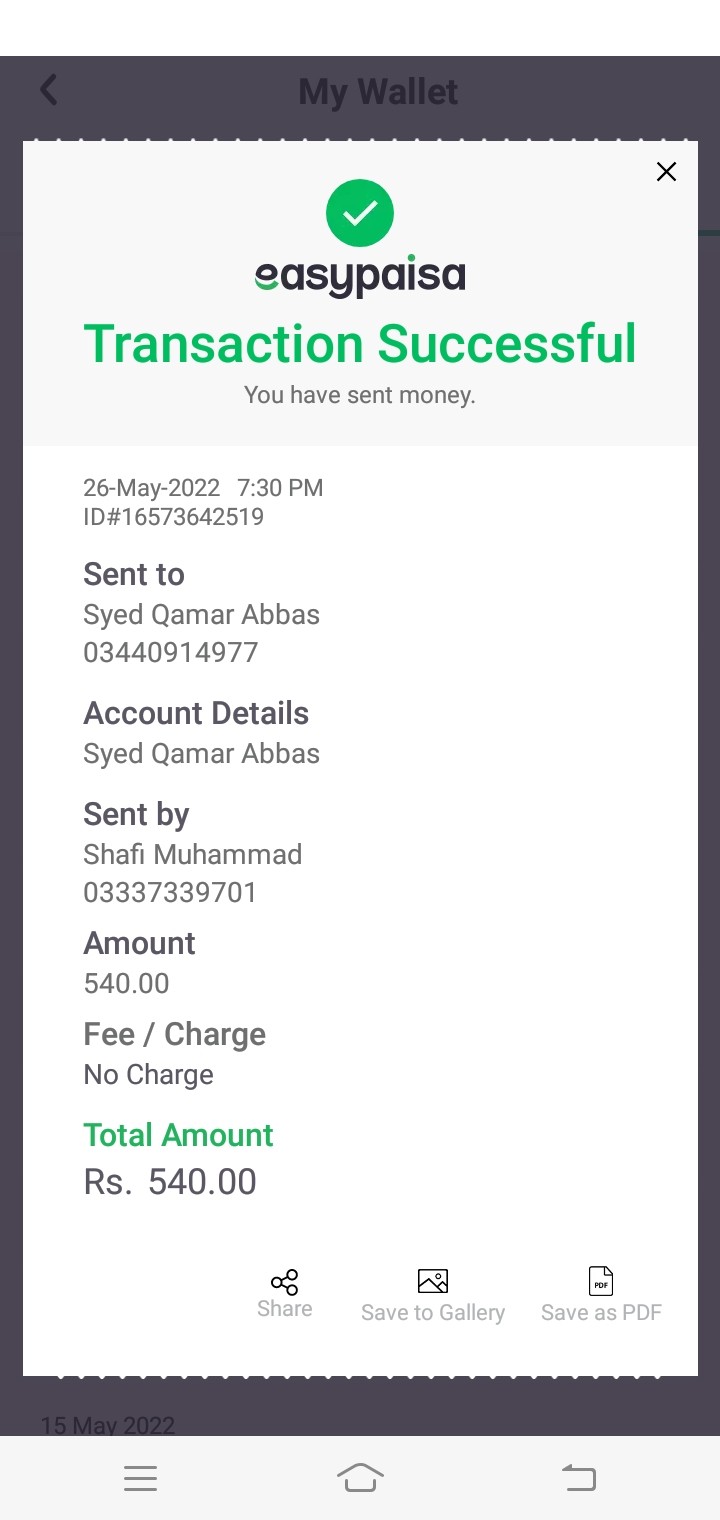 My Wallet
easypaisa
Transaction Successful
You have sent money.
26-May-2022 7:30 PM
ID#16573642519
Sent to
Syed Qamar Abbas
03440914977
Account Details
Syed Qamar Abbas
Sent by
Shafi Muhammad
03337339701
Amount
540.00
Fee / Charge
No Charge
Total Amount
Rs. 540.00
PDF
Share
Save to Gallery
Save as PDF
15 May 2022